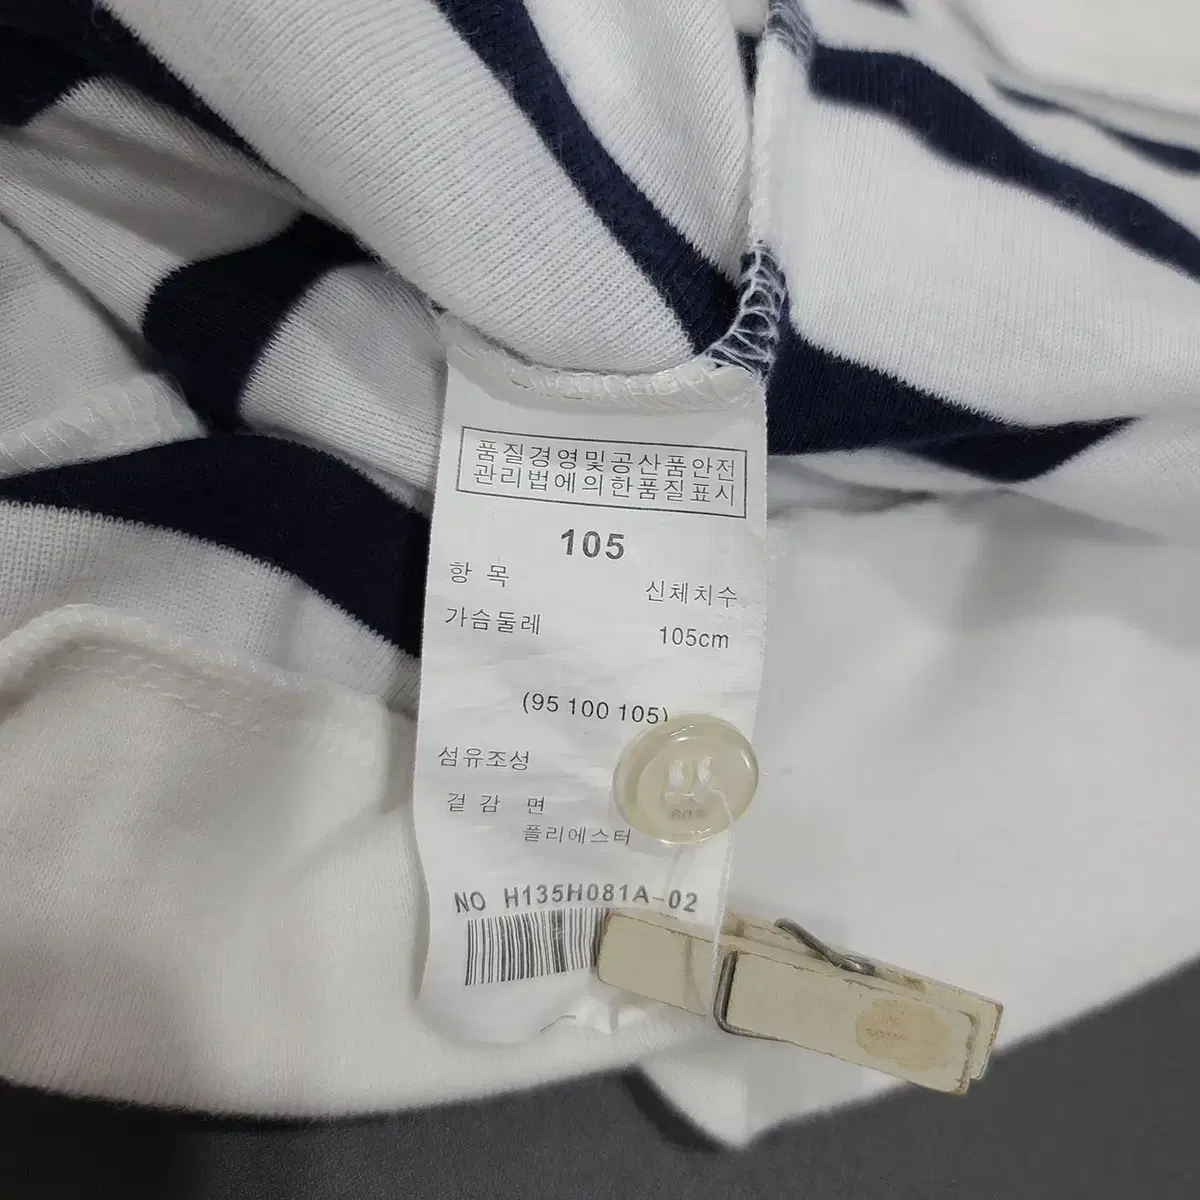 품질경영및공산품안전
관리법에의한품질표시
105
항 목 신체치수
가슴둘레 105cm
(95 100 105)
섬유조성
겉 감 면
폴리에스터
NO H135H081A-02